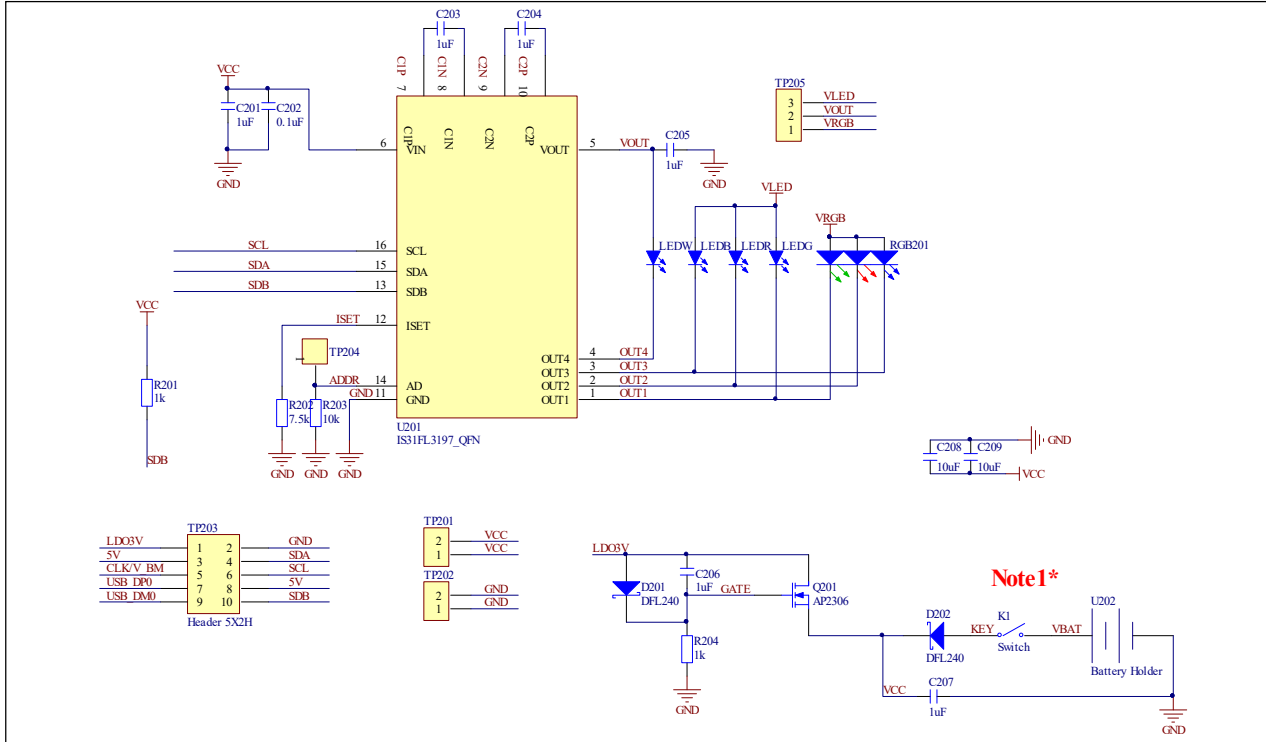 C203
1uF
C204
1uF
C1P
7
C1N
8
C2N
9
C2P
10
VCC
C201
1uF
C202
0.1uF
GND
6
VIN
C1P
C1N
C2N
C2P
VOUT
5
VOUT
C205
1uF
GND
TP205
3
VLED
2
VOUT
1
VRGB
VLED
VRGB
LEDW
LEDB
LEDR
LEDG
RGB201
SCL
16
SCL
SDA
15
SDA
SDB
13
SDB
ISET
12
ISET
TP204
1
ADDR
14
AD
GND
11
GND
OUT4
4
OUT4
OUT3
3
OUT3
OUT2
2
OUT2
OUT1
1
OUT1
U201
IS31FL3197_QFN
VCC
R201
1k
SDB
R202
7.5k
R203
10k
GND
GND
GND
C208
10uF
C209
10uF
GND
VCC
TP203
LDO3V
1
2
GND
5V
3
4
SDA
CLK/V_BM
5
6
SCL
USB_DP0
7
8
5V
USB_DM0
9
10
SDB
Header 5X2H
TP201
2
VCC
1
VCC
TP202
2
GND
1
GND
LDO3V
D201
DFL240
C206
1uF
GATE
Q201
AP2306
R204
1k
GND
Note1*
D202
DFL240
KEY
K1
Switch
VBAT
U202
Battery Holder
VCC
C207
1uF
GND